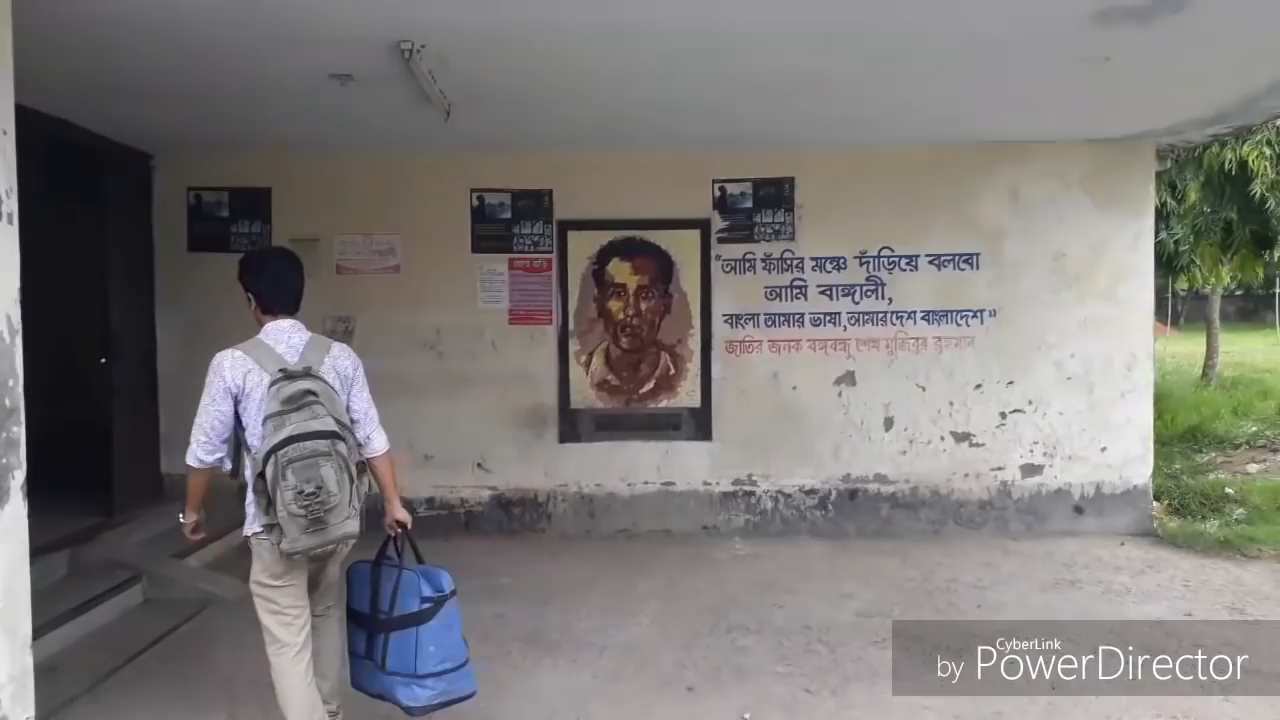 "আমি ফাঁসির মঞ্চে দাঁড়িয়ে বলবো
আমি বাঙ্গালী,
বাংলা আমার ভাষা, আমার দেশ বাংলাদেশ"
জাতির জনক বঙ্গবন্ধু শেখ মুজিবুর রহমান
CyberLink
by PowerDirector